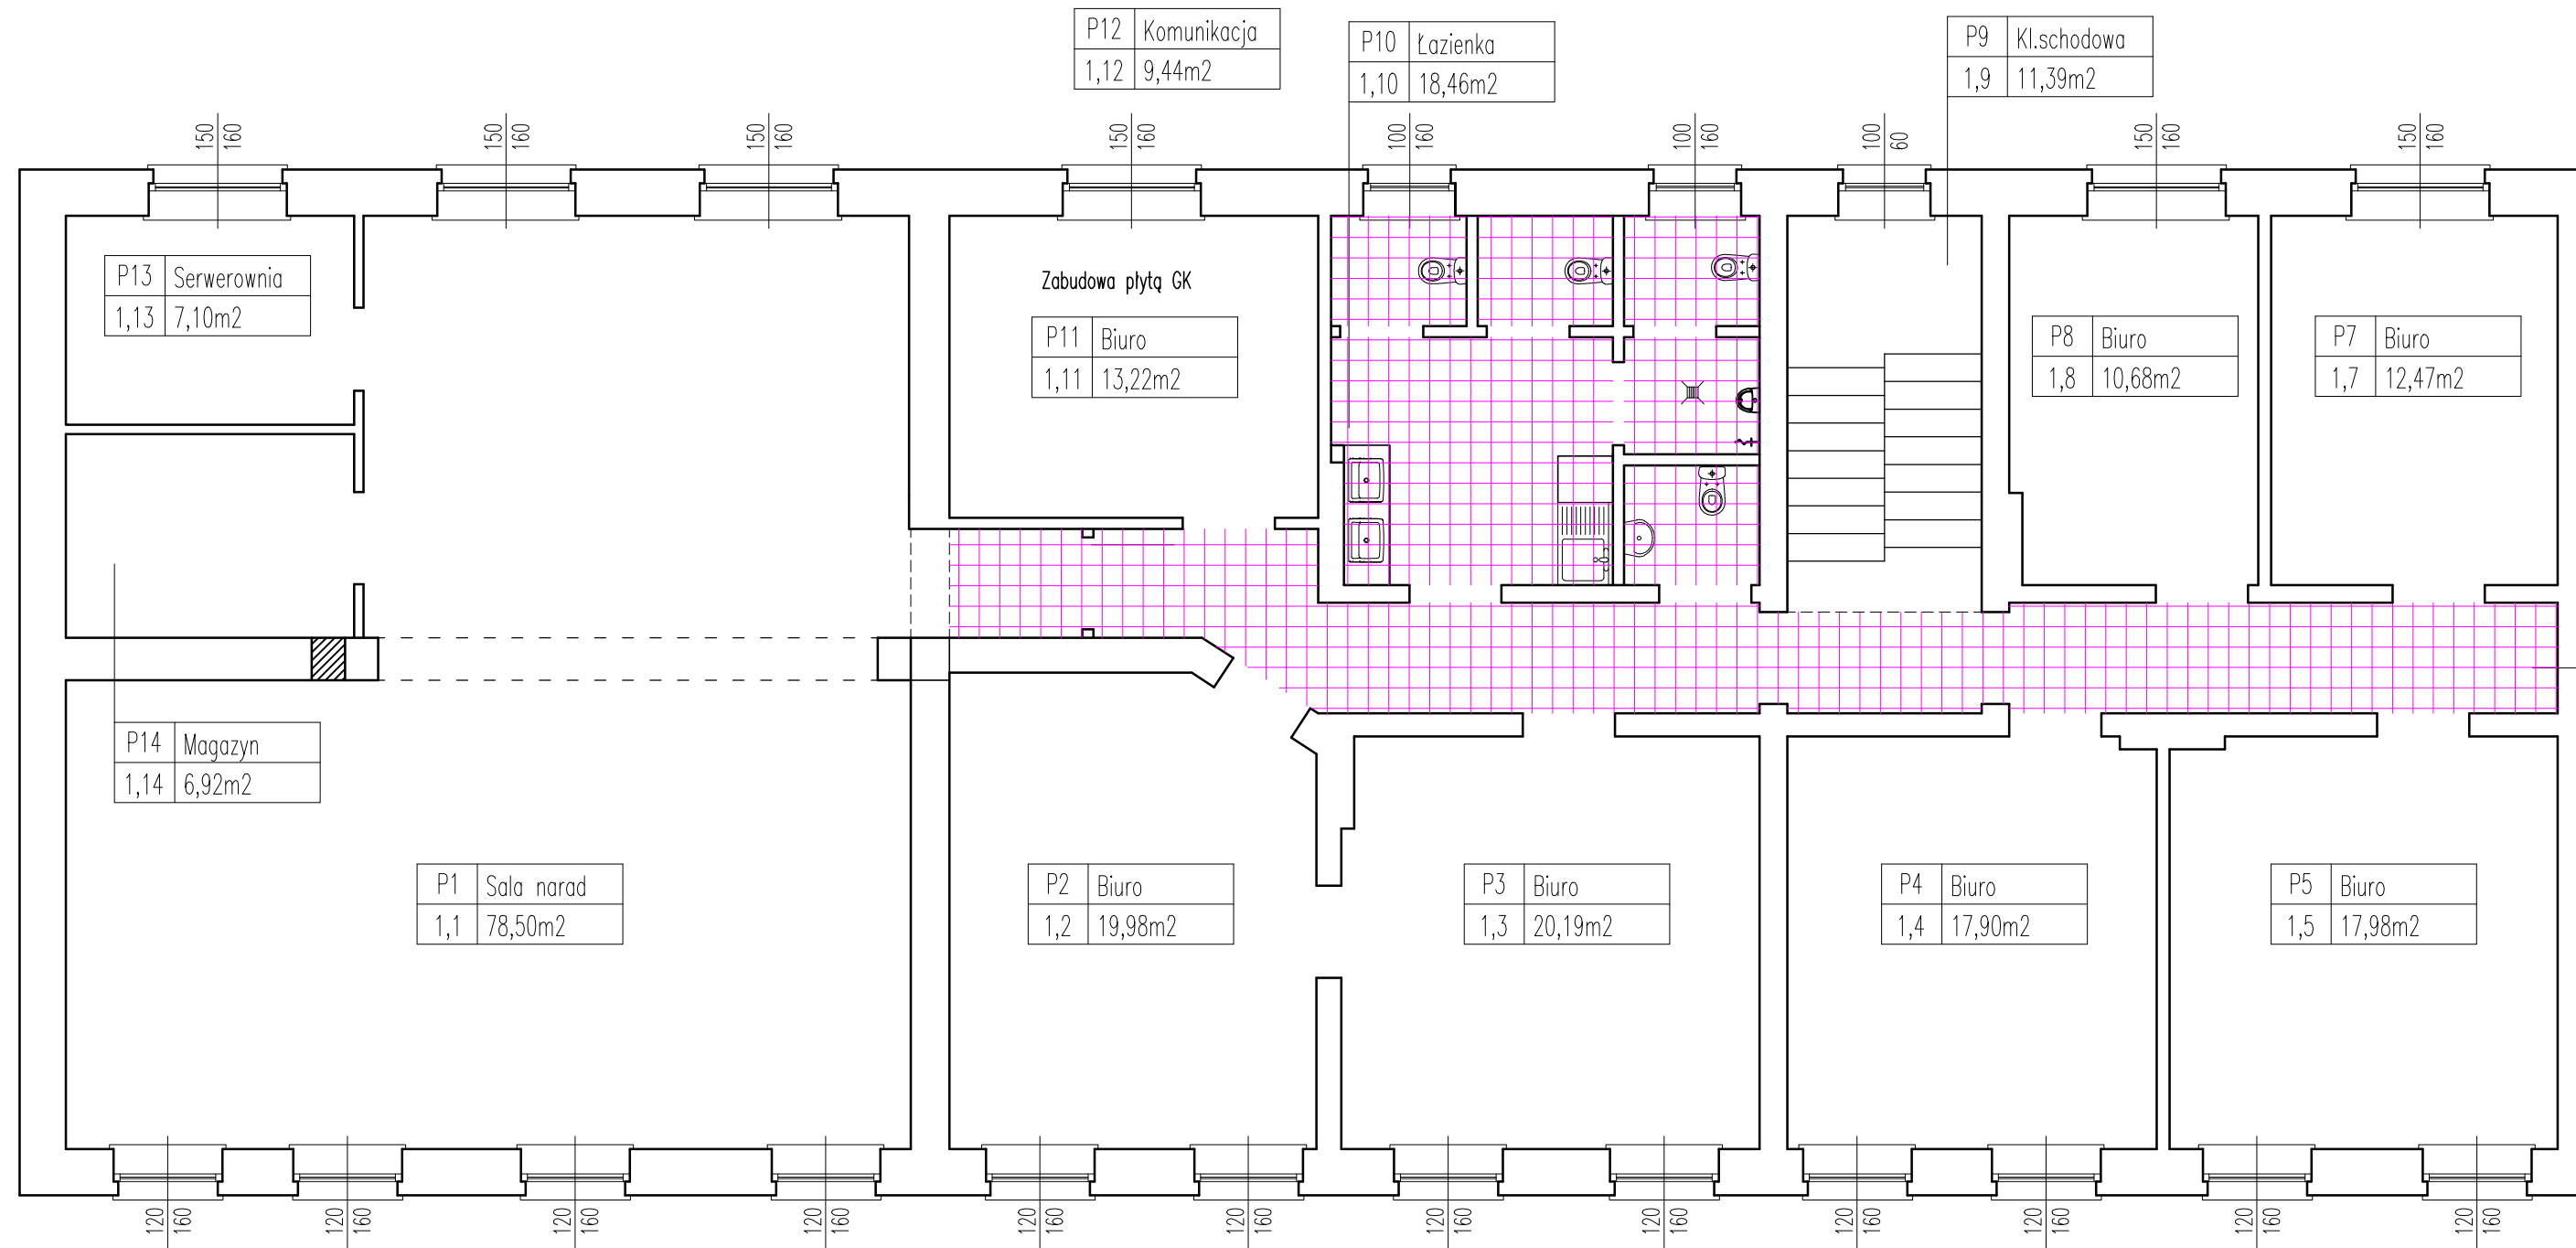 P12 Komunikacja
1,12 9,44m2
P10 Łazienka
1,10 18,46m2
P9 Kl.schodowa
1,9 11,39m2
150 160
150 160
150 160
150 160
100 160
100 160
100 60
150 160
150 160
P13 Serwerownia
1,13 7,10m2
Zabudowa płytą GK
P11 Biuro
1,11 13,22m2
P8 Biuro
1,8 10,68m2
P7 Biuro
1,7 12,47m2
P14 Magazyn
1,14 6,92m2
P1 Sala narad
1,1 78,50m2
P2 Biuro
1,2 19,98m2
P3 Biuro
1,3 20,19m2
P4 Biuro
1,4 17,90m2
P5 Biuro
1,5 17,98m2
120 160
120 160
120 160
120 160
120 160
120 160
120 160
120 160
120 160
120 160
120 160
120 160